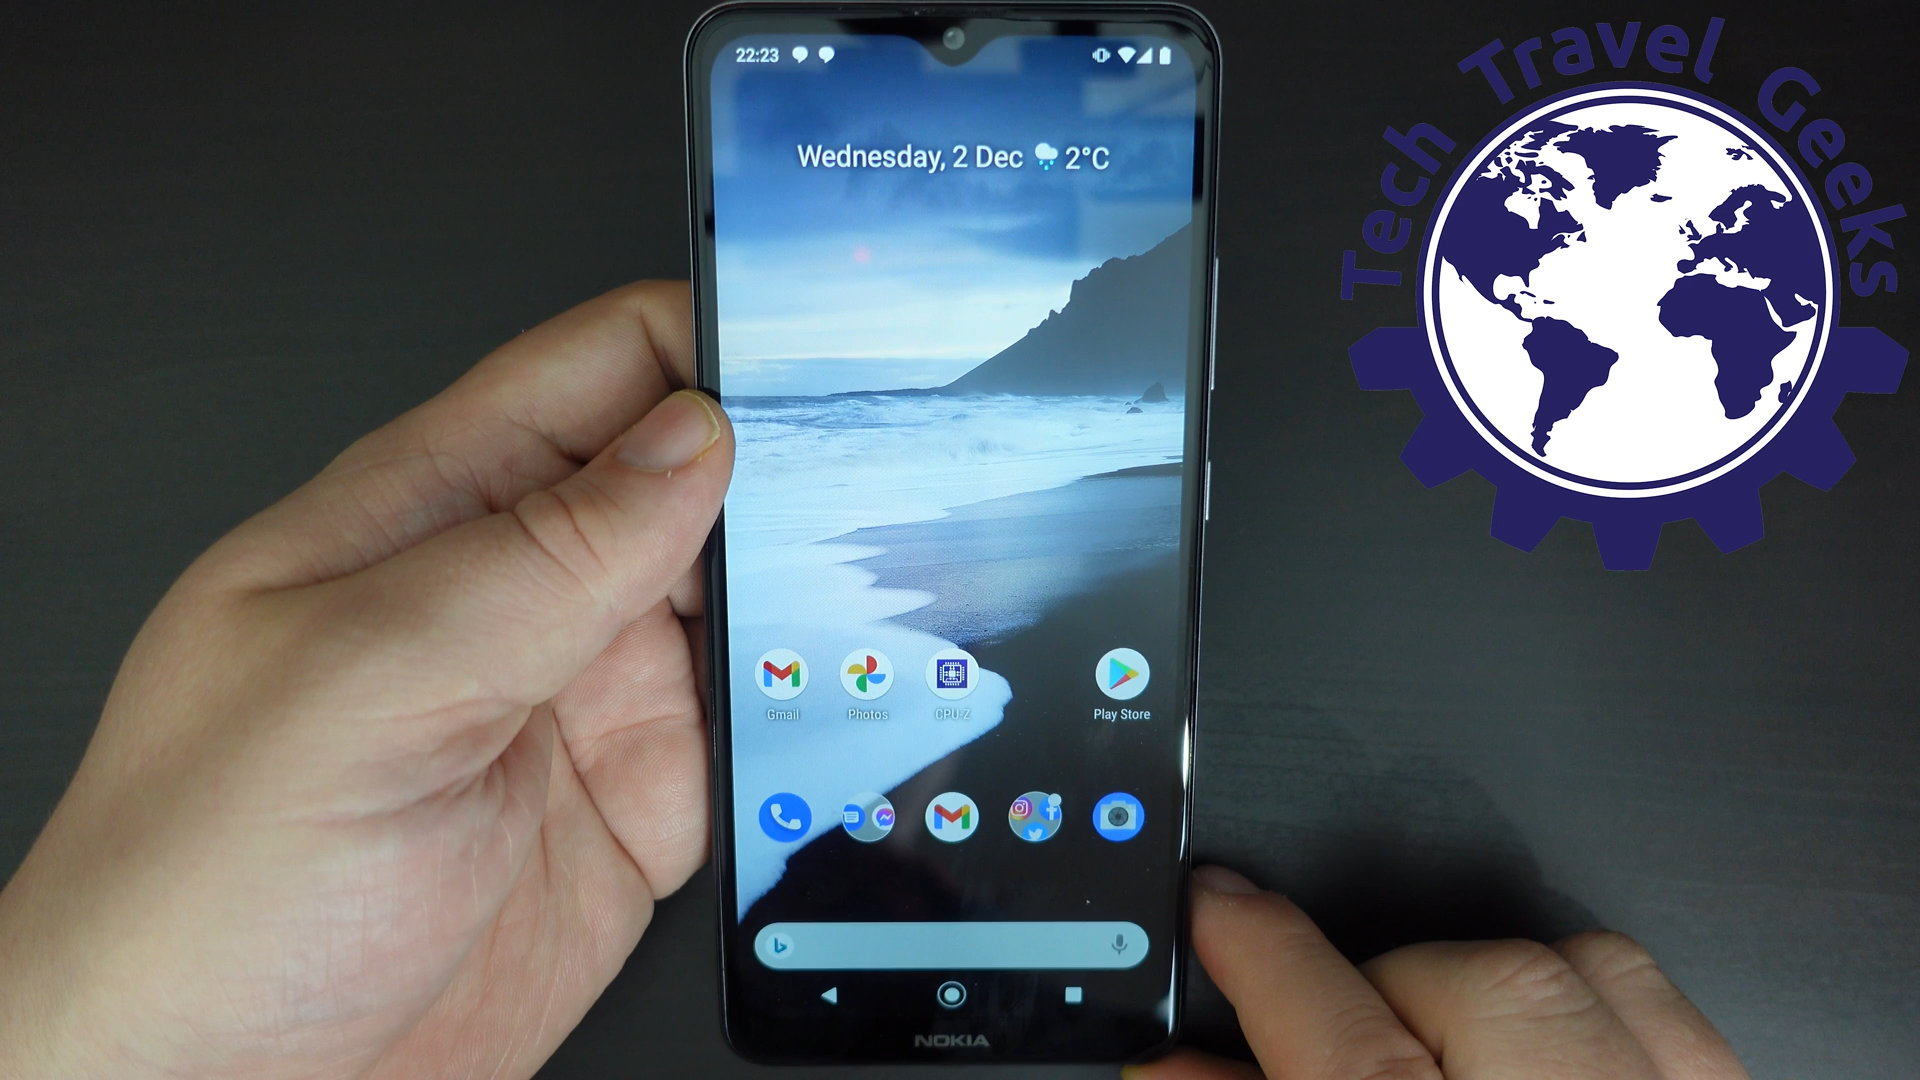 22:23
Wednesday, 2 Dec 2°C
Gmail
Photos
CPU-Z
Play Store
NOKIA
Tech Travel Geeks